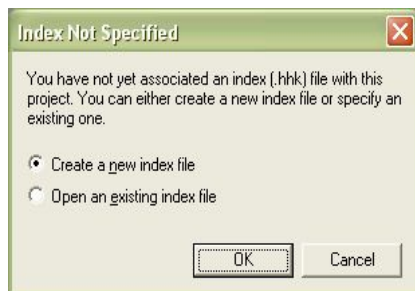 Index Not Specified
You have not yet associated an index (.hhk) file with this
project. You can either create a new index file or specify an
existing one.
Create a new index file
Open an existing index file
OK
Cancel